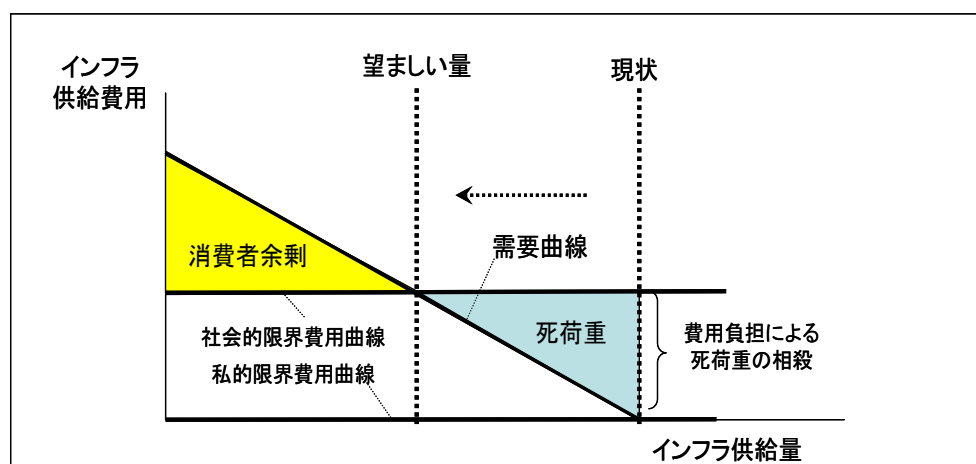 インフラ
供給費用
望ましい量
現状
需要曲線
消費者余剰
社会的限界費用曲線
私的限界費用曲線
死荷重
費用負担による
死荷重の相殺
インフラ供給量